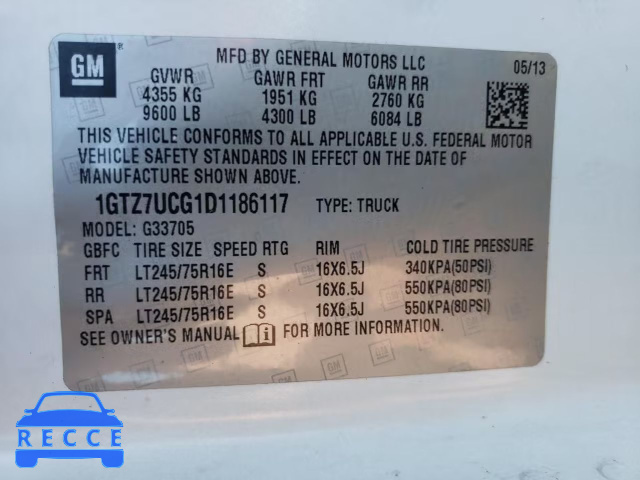 GM
MFD BY GENERAL MOTORS LLC
05/13
GVWR GAWR FRT GAWR RR
4355 KG 1951 KG 2760 KG
9600 LB 4300 LB 6084 LB
THIS VEHICLE CONFORMS TO ALL APPLICABLE U.S. FEDERAL MOTOR
VEHICLE SAFETY STANDARDS IN EFFECT ON THE DATE OF
MANUFACTURE SHOWN ABOVE.
1GTZ7UCG1D1186117 TYPE: TRUCK
MODEL: G33705
GBFC TIRE SIZE SPEED RTG RIM COLD TIRE PRESSURE
FRT LT245/75R16E S 16X6.5J 340KPA(50PSI)
RR LT245/75R16E S 16X6.5J 550KPA(80PSI)
SPA LT245/75R16E S 16X6.5J 550KPA(80PSI)
SEE OWNER'S MANUAL FOR MORE INFORMATION.
RECCE